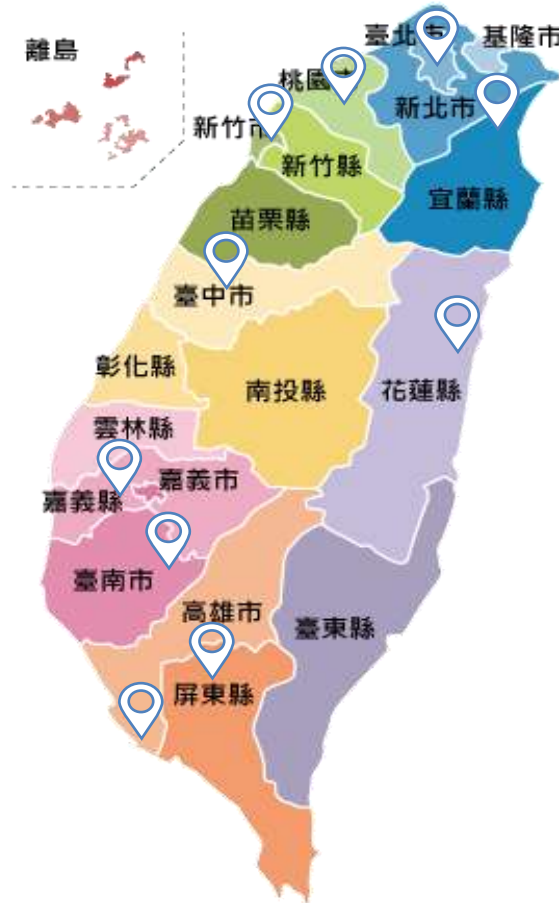 離島
臺北市
基隆市
桃園市
新北市
新竹市
新竹縣
宜蘭縣
苗栗縣
臺中市
彰化縣
南投縣
花蓮縣
雲林縣
嘉義市
嘉義縣
臺南市
高雄市
臺東縣
屏東縣